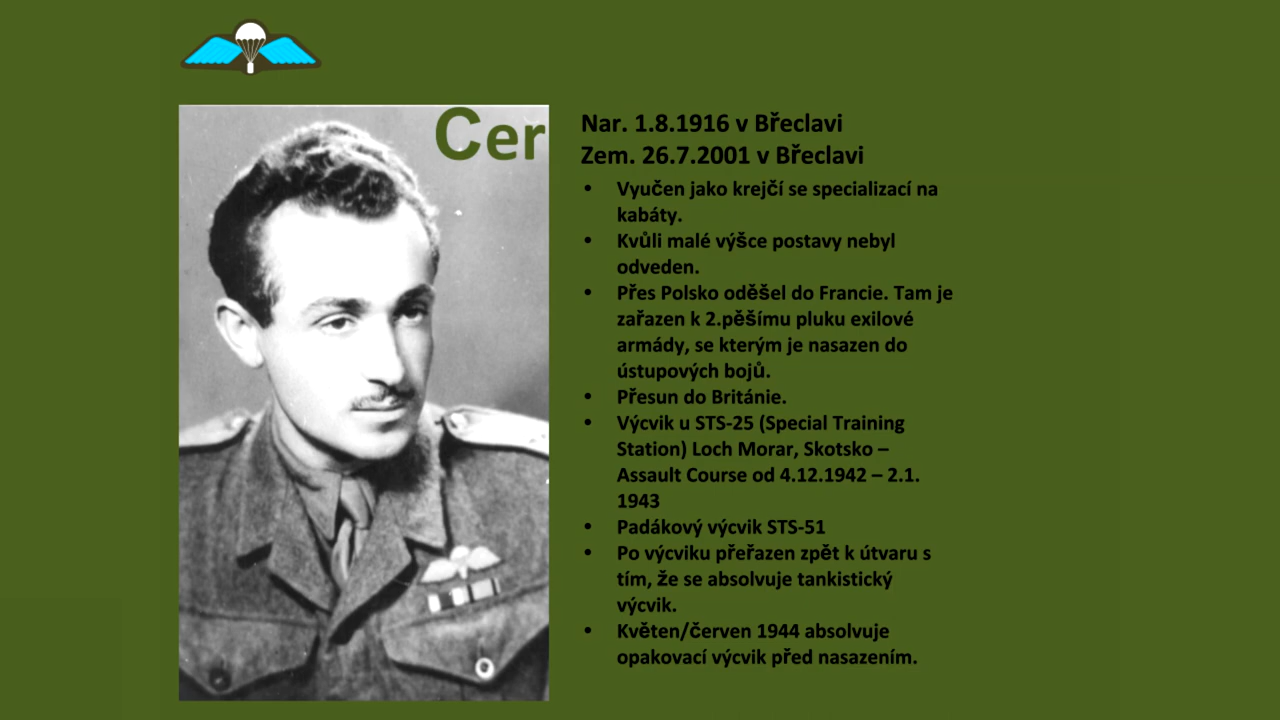 Cer
Nar. 1.8.1916 v Břeclavi
Zem. 26.7.2001 v Břeclavi
• Vyučen jako krejčí se specializací na
kabáty.
• Kvůli malé výšce postavy nebyl
odveden.
• Přes Polsko oděšel do Francie. Tam je
zařazen k 2.pěšímu pluku exilové
armády, se kterým je nasazen do
ústupových bojů.
• Přesun do Británie.
• Výcvik u STS-25 (Special Training
Station) Loch Morar, Skotsko –
Assault Course od 4.12.1942 – 2.1.
1943
• Padákový výcvik STS-51
• Po výcviku přeřazen zpět k útvaru s
tím, že se absolvuje tankistický
výcvik.
• Květen/červen 1944 absolvuje
opakovací výcvik před nasazením.